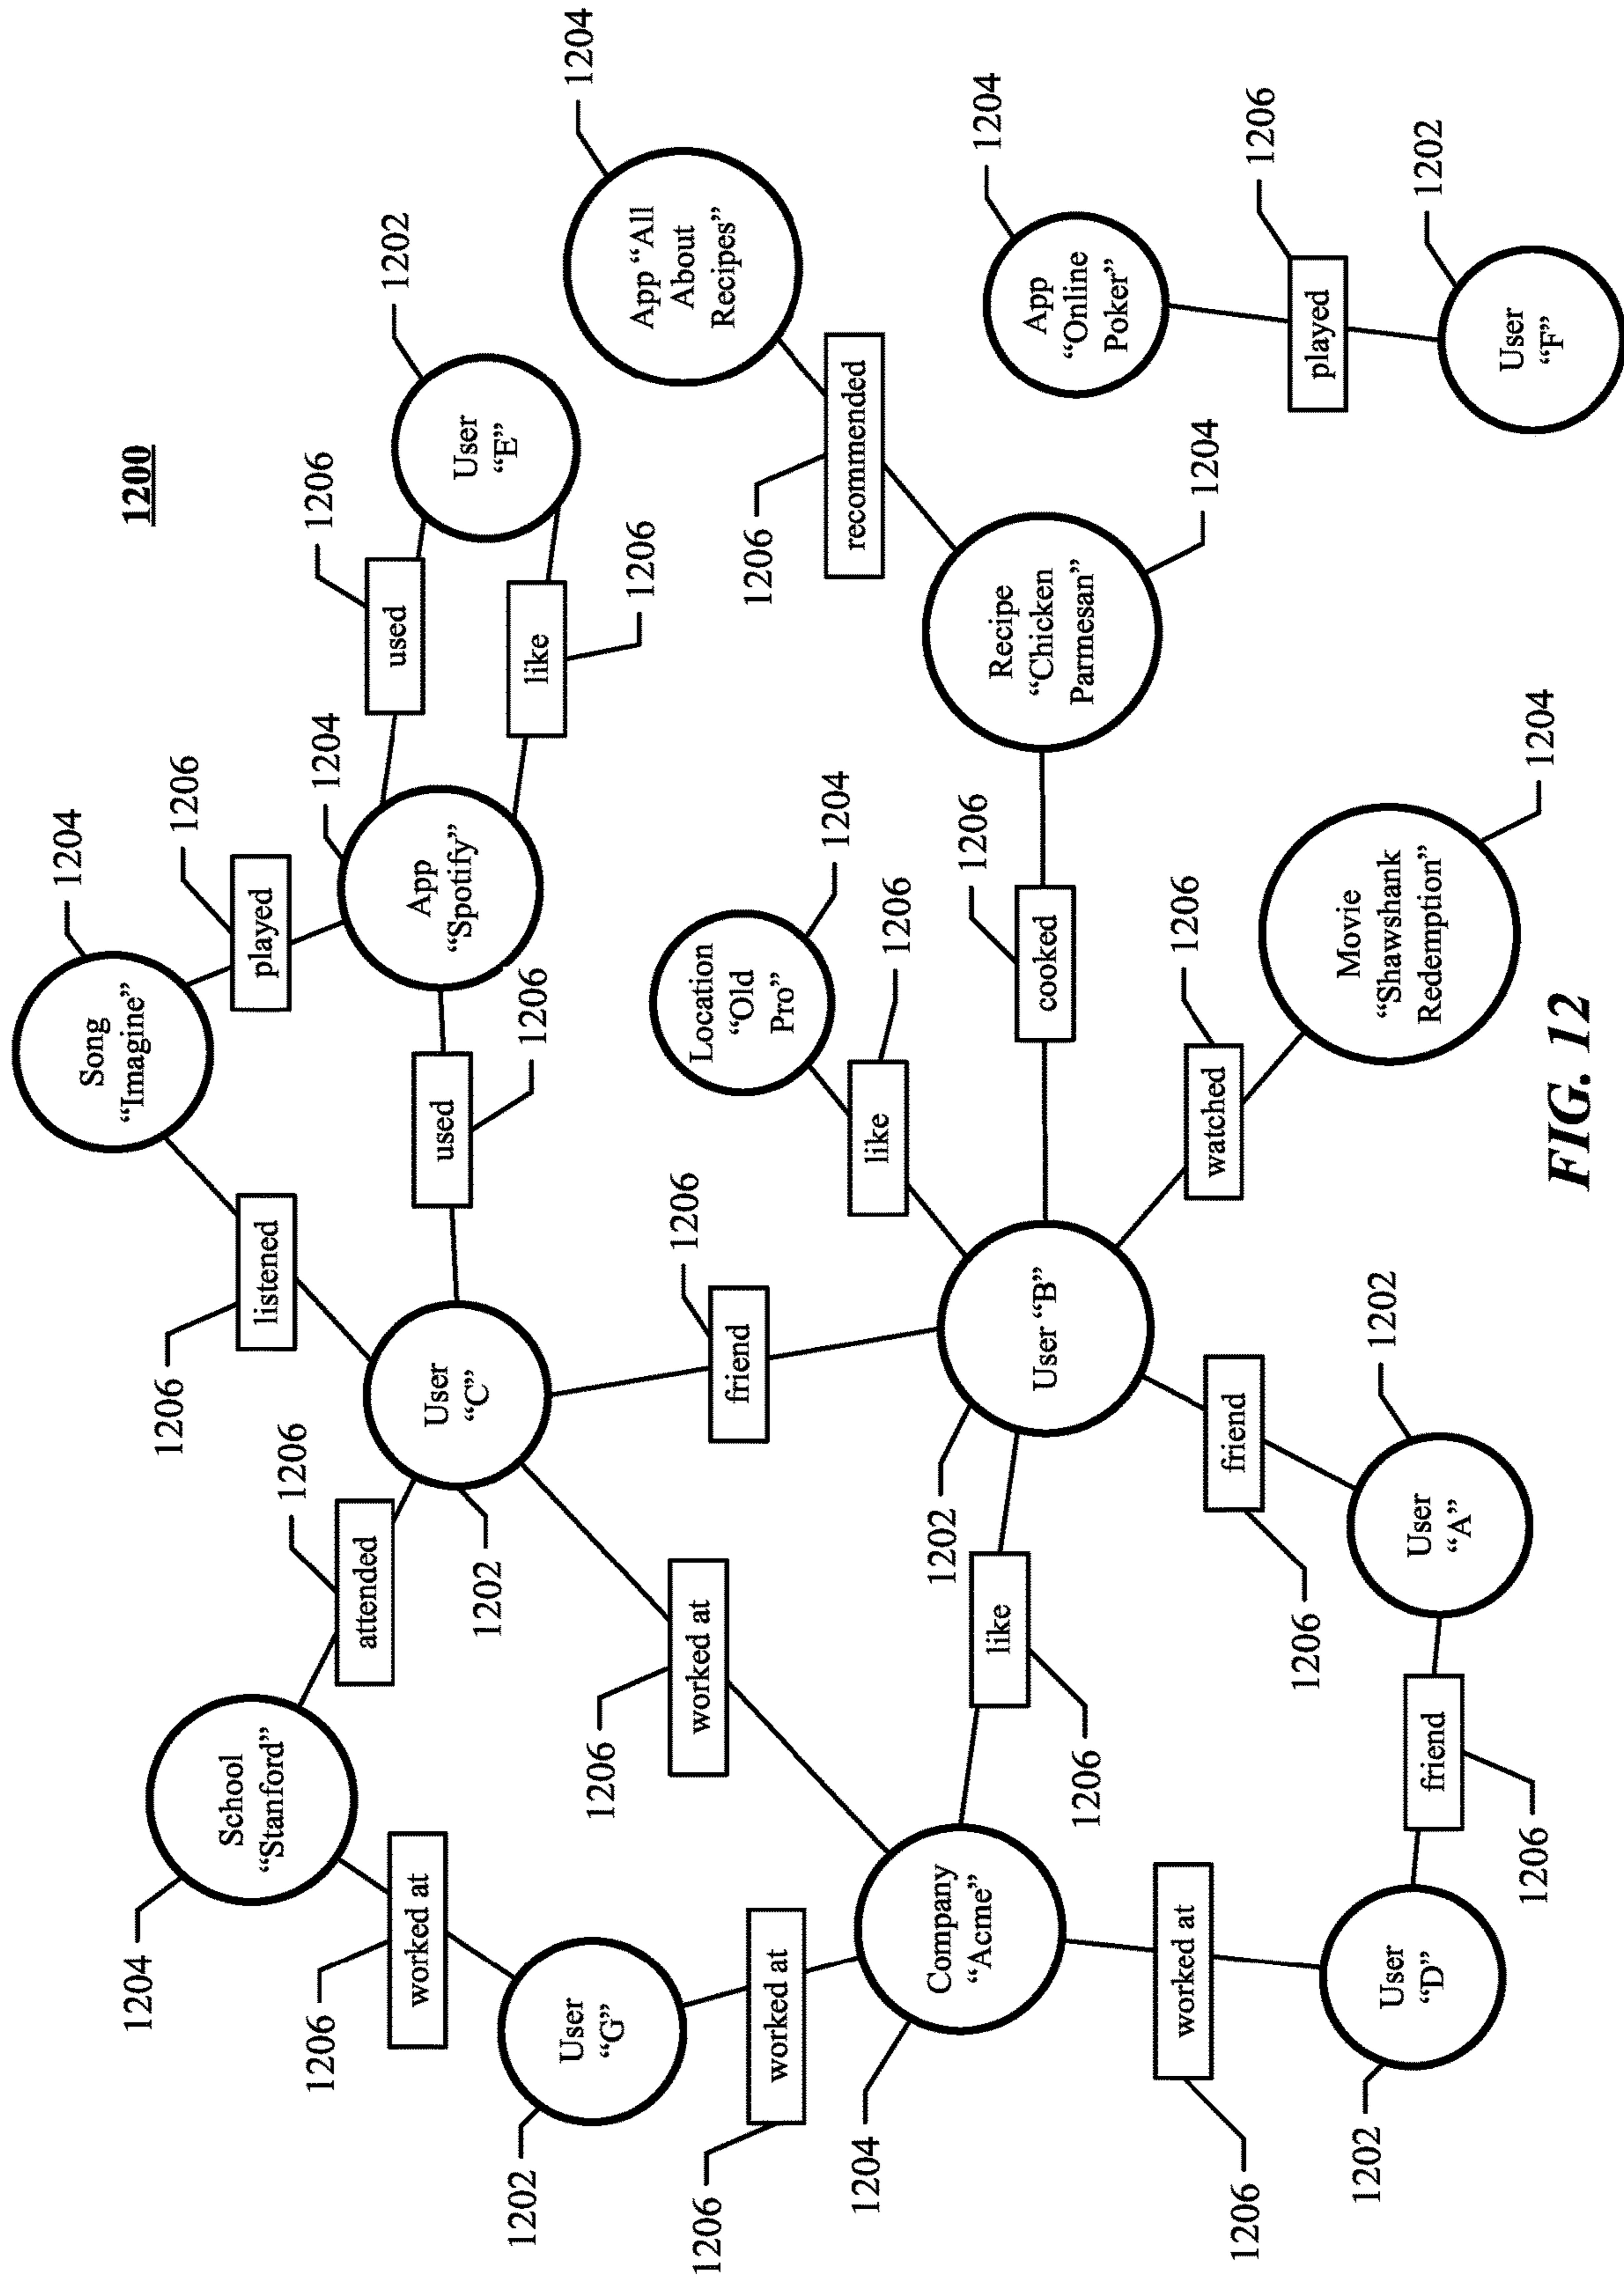 1200
1204
Song
“Imagine”
1204
School
“Stanford”
1206
listened
1206
played
1206
attended
1206
worked at
1202
User
“G”
1202
User
“C”
1206
used
1204
App
“Spotify”
1206
used
1206
like
1202
User
“E”
1206
worked at
1206
worked at
1206
friend
1204
Location
“Old
Pro”
1206
like
1206
recommended
1204
App “All
About
Recipes”
1204
Company
“Acme”
1206
like
1202
User “B”
1206
cooked
1204
Recipe
“Chicken
Parmesan”
1204
App
“Online
Poker”
1206
worked at
1206
friend
1206
watched
1206
played
1202
User
“D”
1206
friend
1202
User
“A”
1204
Movie
“Shawshank
Redemption”
1202
User
“F”
FIG. 12